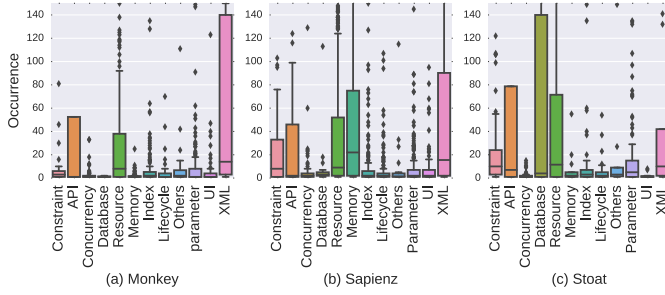 Occurrence
140
120
100
80
60
40
20
0
Constraint
API
Concurrency
Database
Resource
Memory
Index
Lifecycle
Others
parameter
UI
XML
(a) Monkey
140
120
100
80
60
40
20
0
Constraint
API
Concurrency
Database
Resource
Memory
Index
Lifecycle
Others
Parameter
UI
XML
(b) Sapienz
140
120
100
80
60
40
20
0
Constraint
API
Concurrency
Database
Resource
Memory
Index
Lifecycle
Others
Parameter
UI
XML
(c) Stoat